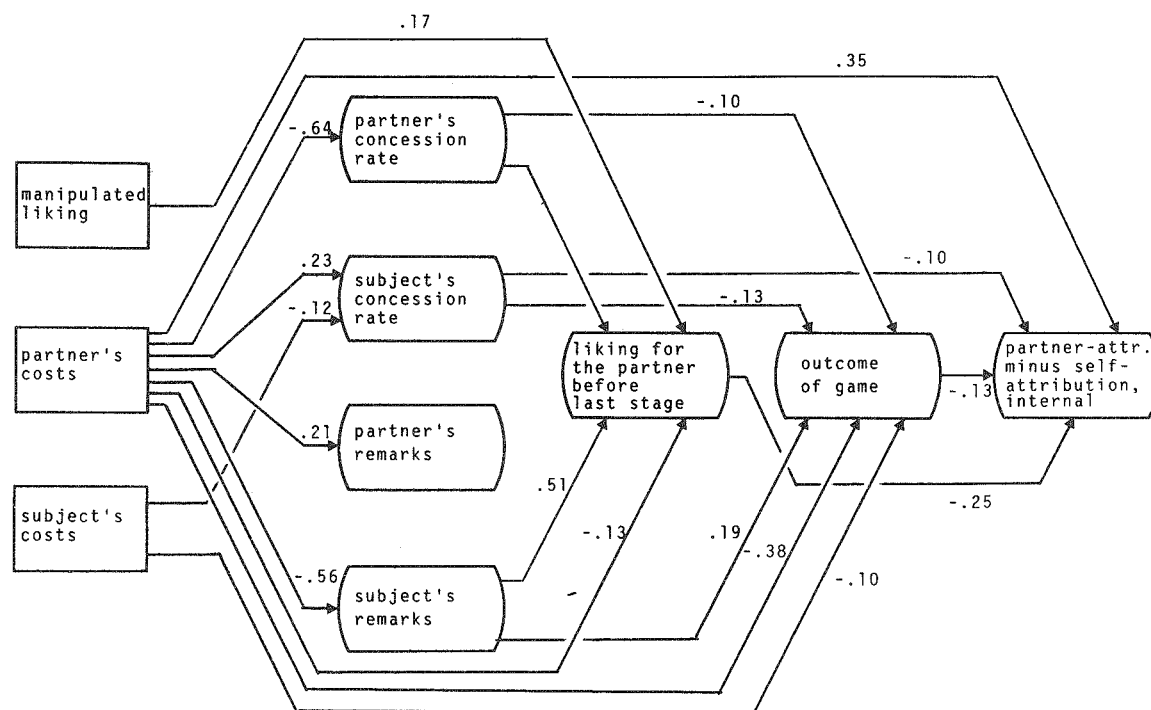 .17
.35
-.10
-.64
partner's
concession
rate
manipulated
liking
.23
-.12
subject's
concession
rate
-.10
-.13
partner's
costs
liking for
the partner
before
last stage
outcome
of game
-.13
partner-attr.
minus self-
attribution,
internal
.21
partner's
remarks
subject's
costs
.51
-.13
.19
-.38
-.25
-.10
-.56
subject's
remarks